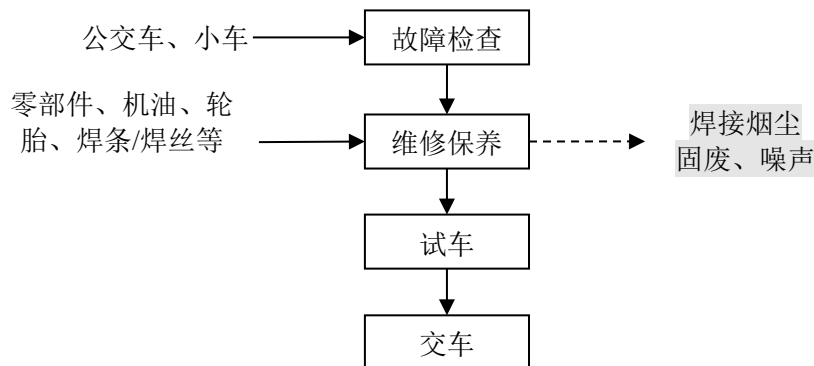 公交车、小车
故障检查
零部件、机油、轮
胎、焊条/焊丝等
维修保养
焊接烟尘
固废、噪声
试车
交车